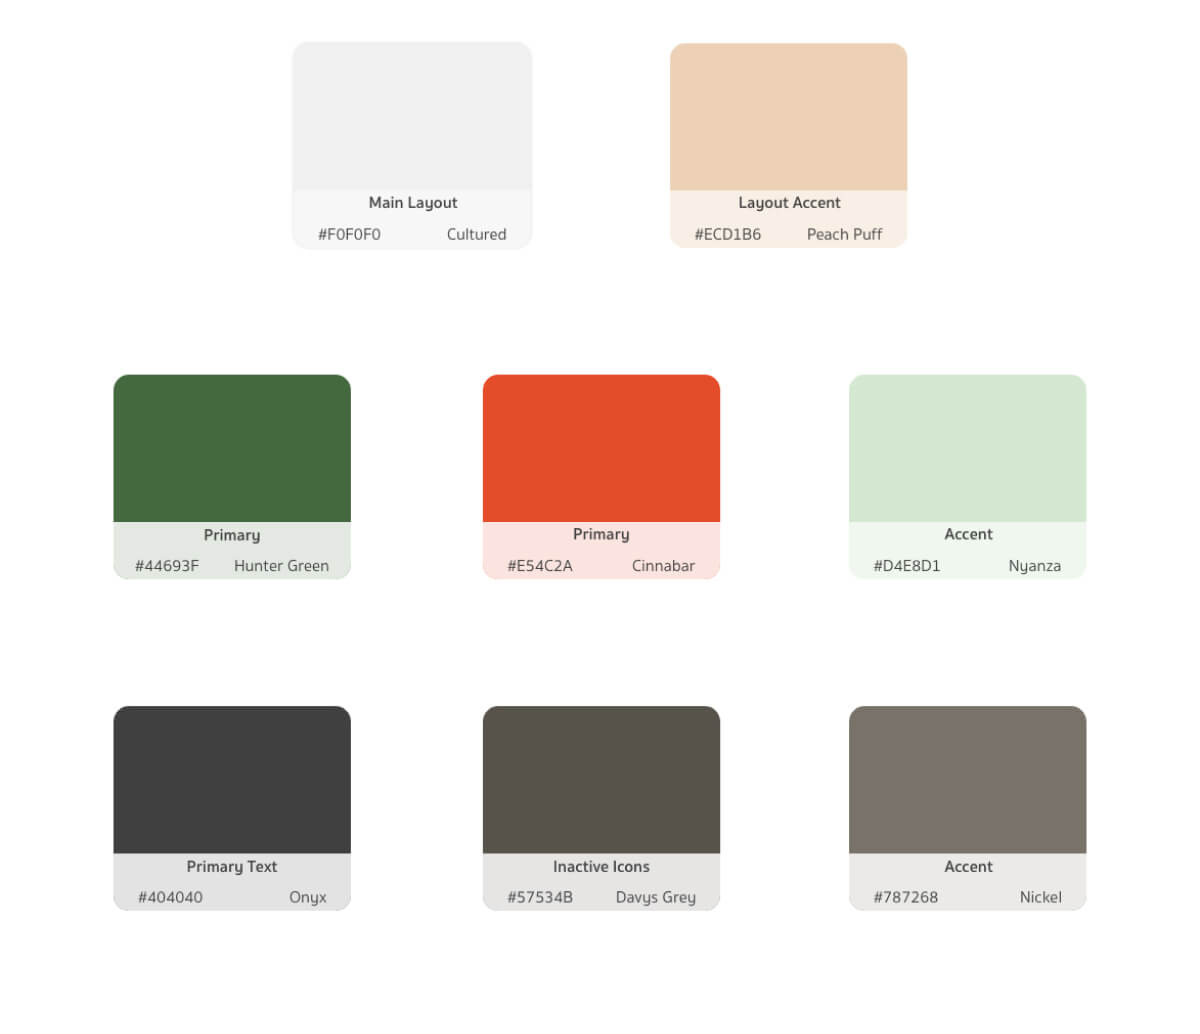 Main Layout
#F0F0F0 Cultured
Layout Accent
#ECD1B6 Peach Puff
Primary
#44693F Hunter Green
Primary
#E54C2A Cinnabar
Accent
#D4E8D1 Nyanza
Primary Text
#404040 Onyx
Inactive Icons
#57534B Davys Grey
Accent
#787268 Nickel